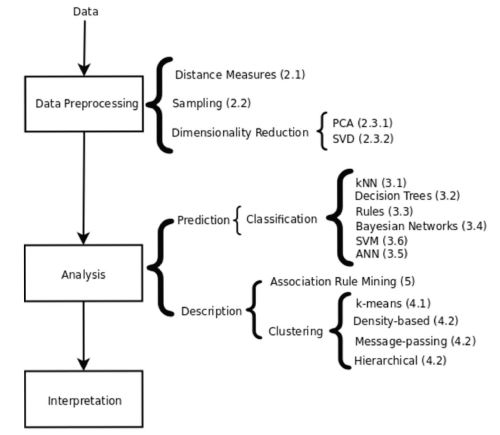 Data
Data Preprocessing
Distance Measures (2.1)
Sampling (2.2)
Dimensionality Reduction
PCA (2.3.1)
SVD (2.3.2)
Analysis
Prediction
Classification
kNN (3.1)
Decision Trees (3.2)
Rules (3.3)
Bayesian Networks (3.4)
SVM (3.6)
ANN (3.5)
Description
Association Rule Mining (5)
Clustering
k-means (4.1)
Density-based (4.2)
Message-passing (4.2)
Hierarchical (4.2)
Interpretation